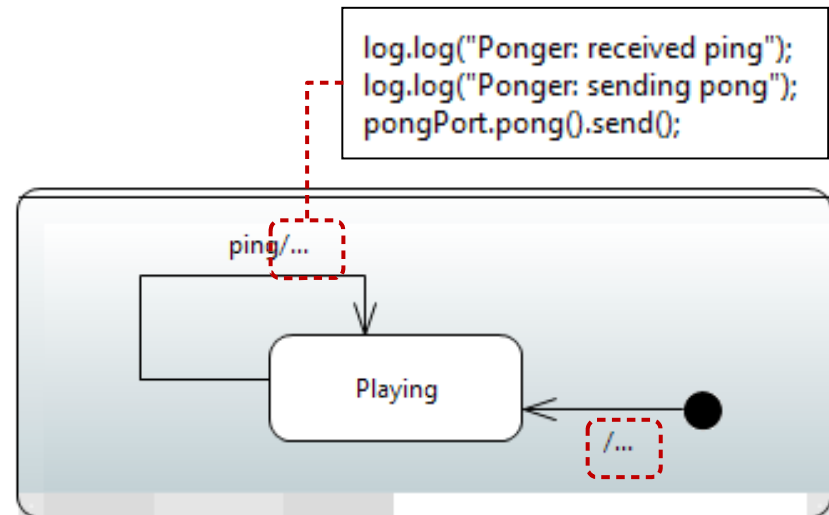 log.log("Ponger: received ping");
log.log("Ponger: sending pong");
pongPort.pong().send();
ping/...
Playing
/...